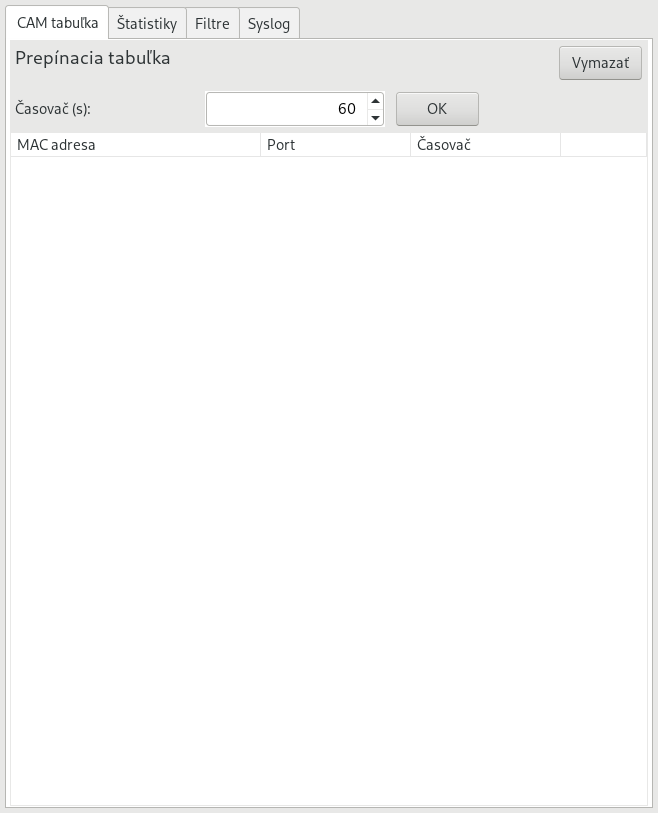 CAM tabuľka Štatistiky Filtre Syslog
Prepínacia tabuľka Vymazať
Časovač (s): 60 OK
MAC adresa Port Časovač